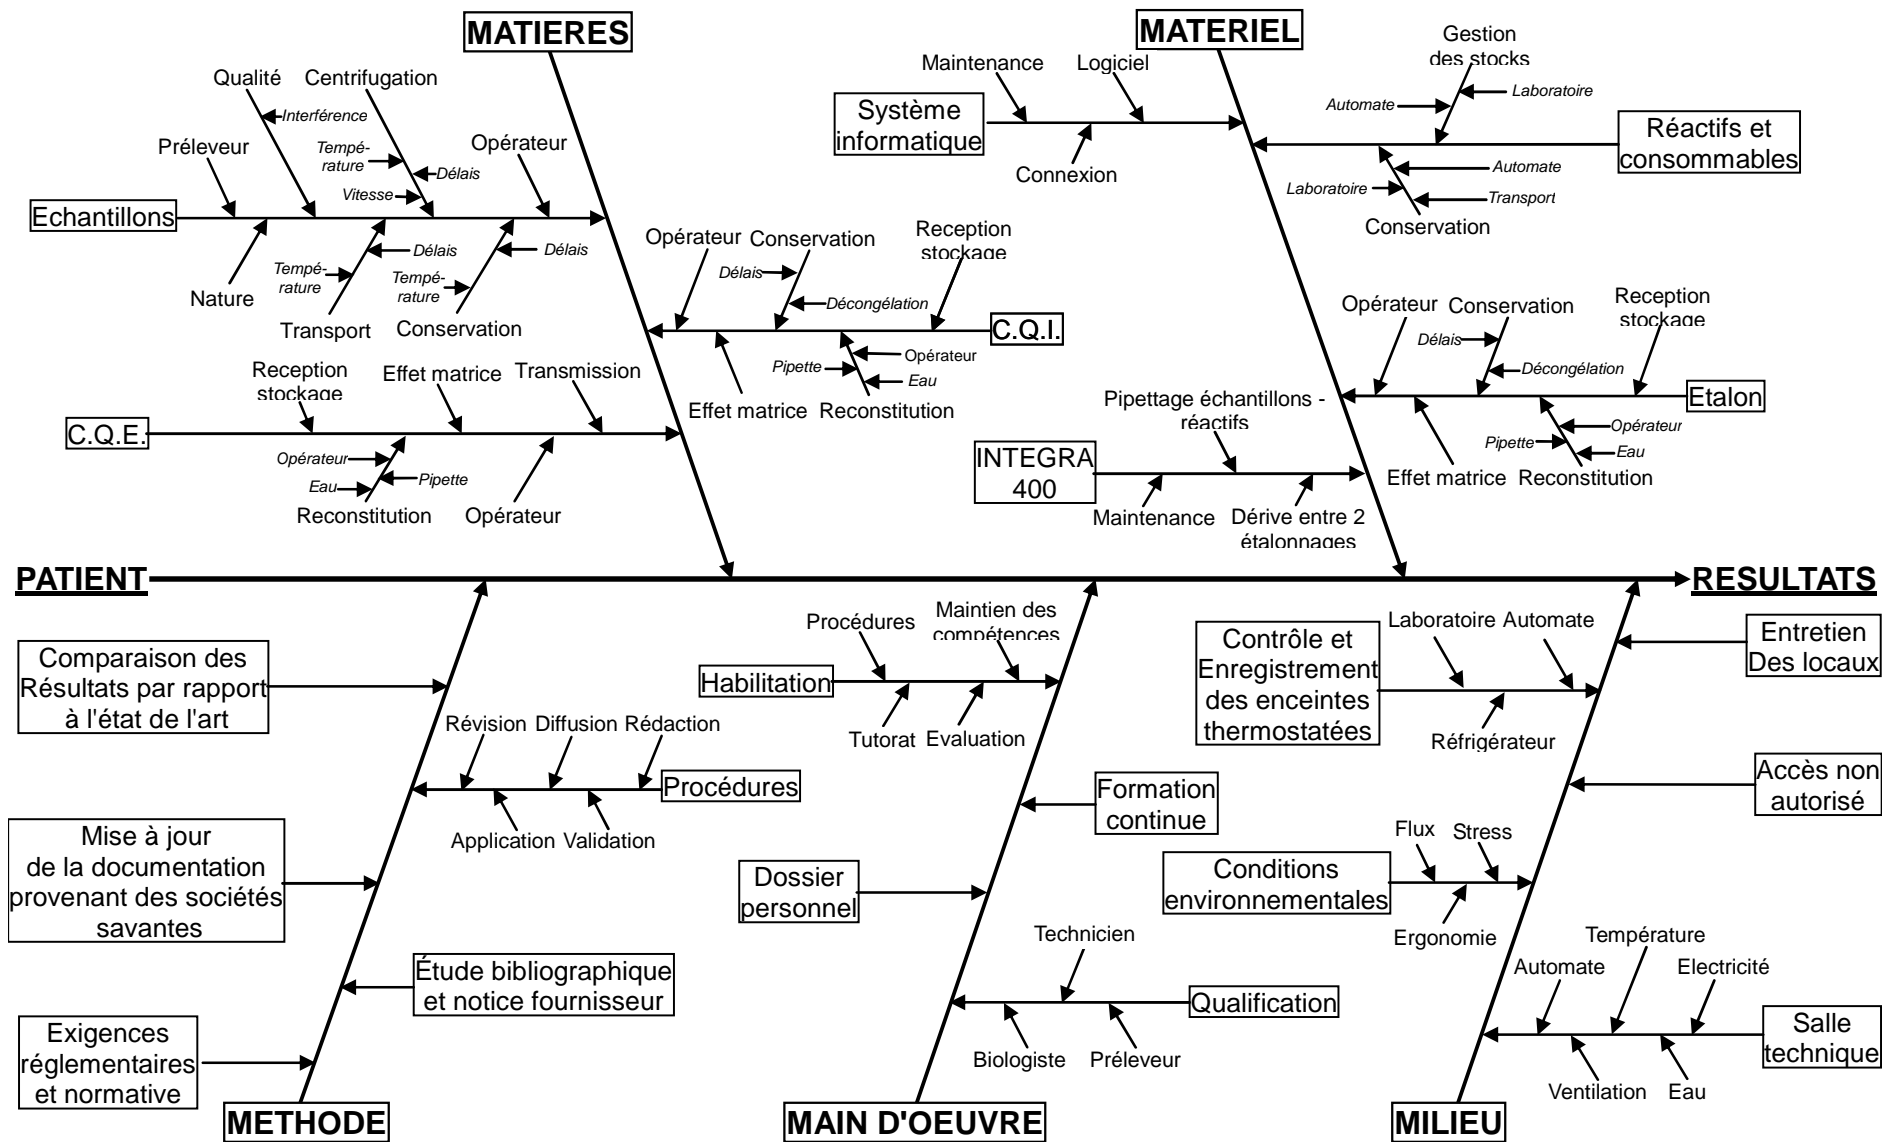 MATIERES
MATERIEL
Qualité
Centrifugation
Interférence
Préleveur
Tempé-
rature
Délais
Vitesse
Opérateur
Echantillons
Nature
Tempé-
rature
Délais
Transport
Tempé-
rature
Délais
Conservation
Opérateur
Conservation
Reception
stockage
Délais
Décongélation
C.Q.I.
Effet matrice
Pipette
Opérateur
Eau
Reconstitution
Reception
stockage
Effet matrice
Transmission
C.Q.E.
Opérateur
Eau
Pipette
Reconstitution
Opérateur
Maintenance
Logiciel
Système
informatique
Connexion
Gestion
des stocks
Automate
Laboratoire
Réactifs et
consommables
Automate
Laboratoire
Transport
Conservation
Opérateur
Conservation
Reception
stockage
Délais
Décongélation
Etalon
Effet matrice
Pipette
Opérateur
Eau
Reconstitution
Pipettage échantillons -
réactifs
INTEGRA
400
Maintenance
Dérive entre 2
étalonnages
PATIENT
RESULTATS
Comparaison des
Résultats par rapport
à l'état de l'art
Révision
Diffusion
Rédaction
Procédures
Application
Validation
Mise à jour
de la documentation
provenant des sociétés
savantes
Étude bibliographique
et notice fournisseur
Exigences
réglementaires
et normative
METHODE
Procédures
Maintien des
compétences
Habilitation
Tutorat
Evaluation
Formation
continue
Dossier
personnel
Technicien
Qualification
Biologiste
Préleveur
MAIN D'OEUVRE
Laboratoire
Automate
Contrôle et
Enregistrement
des enceintes
thermostatées
Réfrigérateur
Entretien
Des locaux
Accès non
autorisé
Flux
Stress
Conditions
environnementales
Ergonomie
Température
Automate
Electricité
Salle
technique
Ventilation
Eau
MILIEU